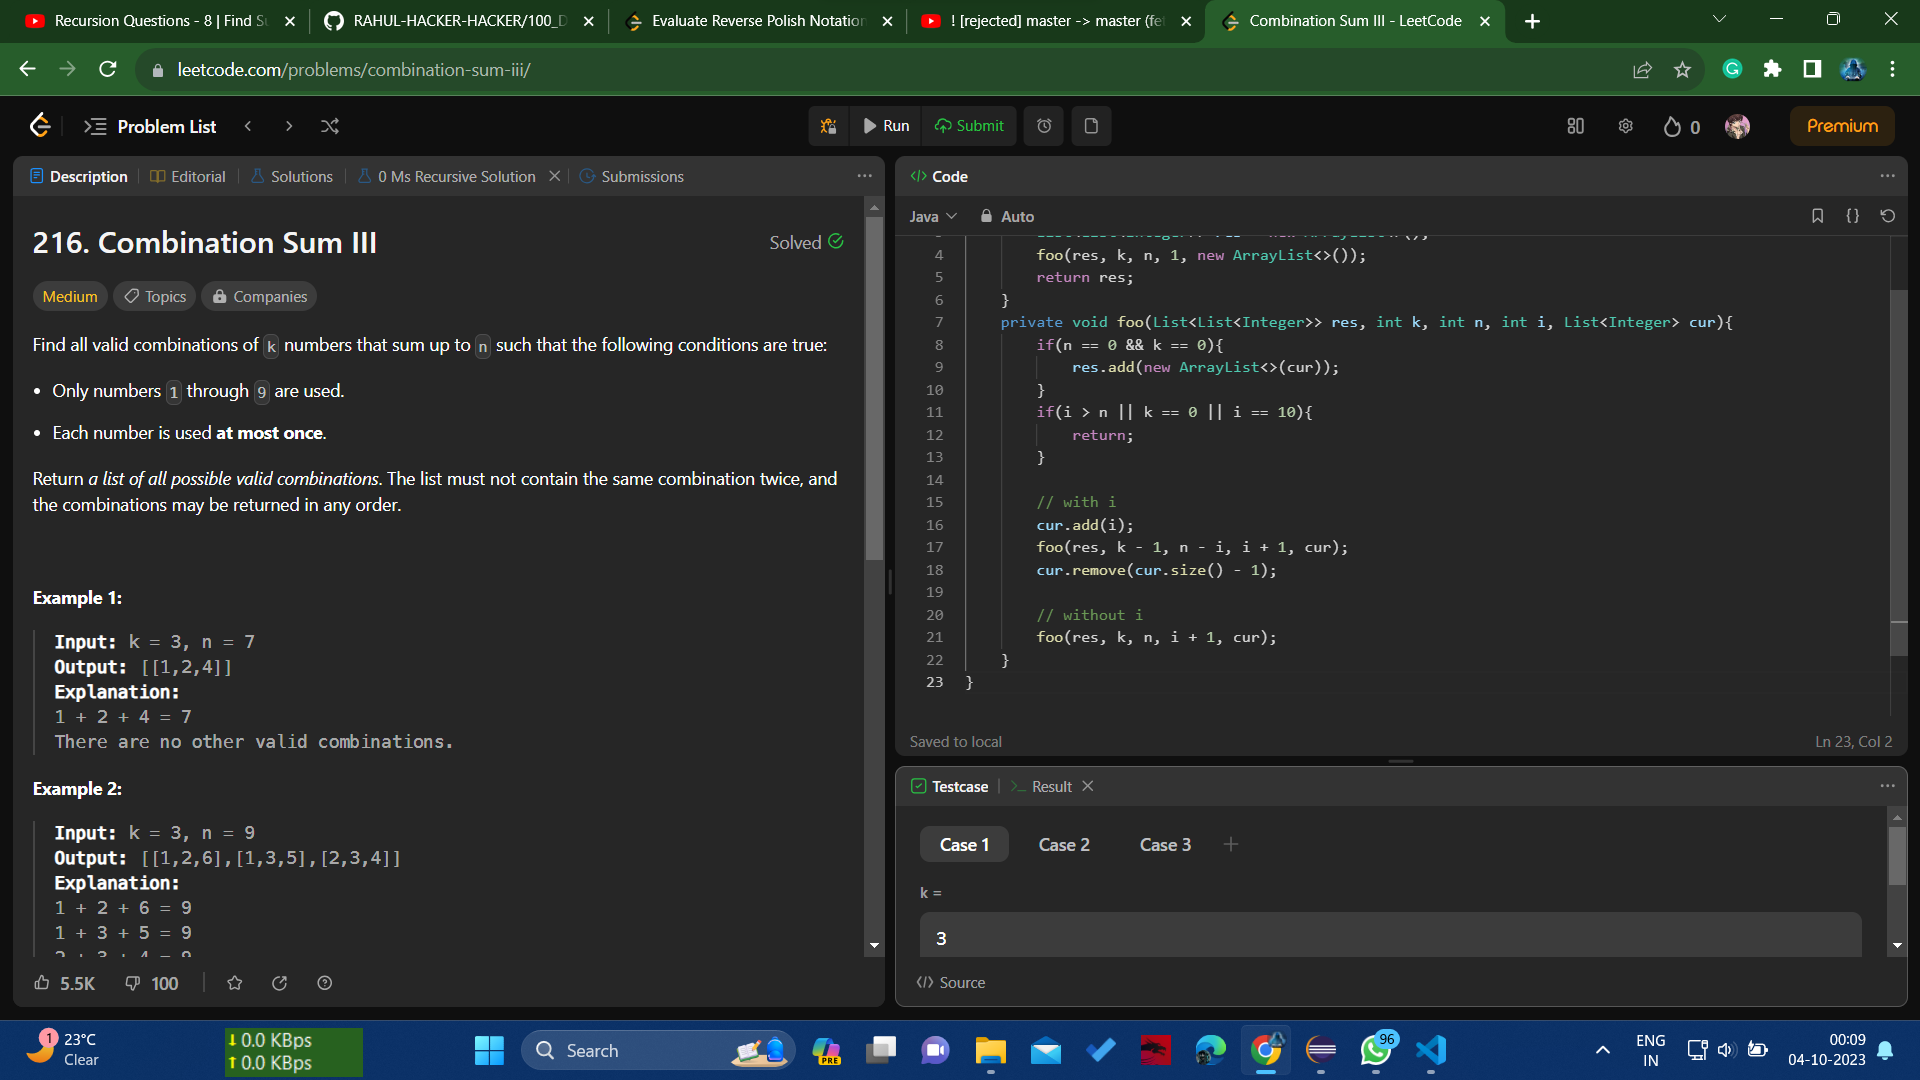 Recursion Questions - 8 | Find Su
RAHUL-HACKER-HACKER/100_D
Evaluate Reverse Polish Notation
! [rejected] master -> master (fet
Combination Sum III - LeetCode
leetcode.com/problems/combination-sum-iii/
Problem List
Run
Submit
0
Premium
Description
Editorial
Solutions
0 Ms Recursive Solution
Submissions
216. Combination Sum III
Solved
Medium
Topics
Companies
Find all valid combinations of k numbers that sum up to n such that the following conditions are true:
• Only numbers 1 through 9 are used.
• Each number is used at most once.
Return a list of all possible valid combinations. The list must not contain the same combination twice, and
the combinations may be returned in any order.
Example 1:
Input: k = 3, n = 7
Output: [[1,2,4]]
Explanation:
1 + 2 + 4 = 7
There are no other valid combinations.
Example 2:
Input: k = 3, n = 9
Output: [[1,2,6],[1,3,5],[2,3,4]]
Explanation:
1 + 2 + 6 = 9
1 + 3 + 5 = 9
2 + 3 + 4 = 9
5.5K
100
</> Code
Java
Auto
4 foo(res, k, n, 1, new ArrayList<>());
5 return res;
6 }
7 private void foo(List<List<Integer>> res, int k, int n, int i, List<Integer> cur){
8 if(n == 0 && k == 0){
9 res.add(new ArrayList<>(cur));
10 }
11 if(i > n || k == 0 || i == 10){
12 return;
13 }
14
15 // with i
16 cur.add(i);
17 foo(res, k - 1, n - i, i + 1, cur);
18 cur.remove(cur.size() - 1);
19
20 // without i
21 foo(res, k, n, i + 1, cur);
22 }
23 }
Saved to local
Ln 23, Col 2
Testcase
Result
Case 1
Case 2
Case 3
k =
3
</> Source
1
23°C
Clear
0.0 KBps
0.0 KBps
Search
PRE
96
ENG
IN
00:09
04-10-2023